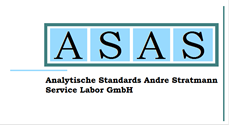 ASAS
Analytische Standards Andre Stratmann
Service Labor GmbH